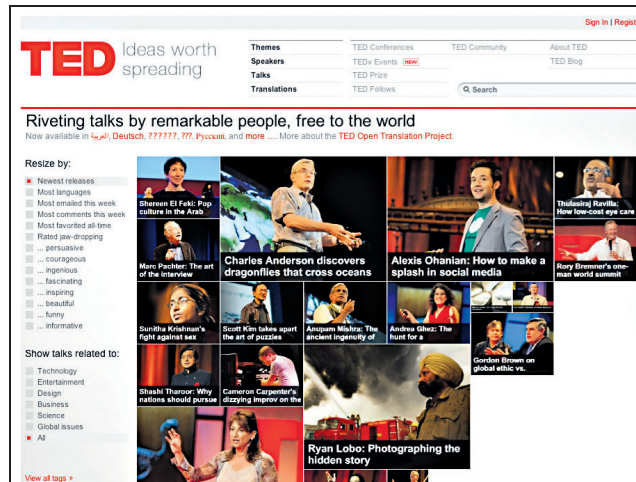 Sign In | Regist
TED Ideas worth
spreading
Themes
Speakers
Talks
Translations
TED Conferences
TEDx Events NEW!
TED Prize
TED Fellows
TED Community
About TED
TED Blog
Search
Riveting talks by remarkable people, free to the world
Now available in العربية, Deutsch, ??????, ???, Русский, and more .... More about the TED Open Translation Project.
Resize by:
Newest releases
Most languages
Most emailed this week
Most comments this week
Most favorited all-time
Rated jaw-dropping
... persuasive
... courageous
... ingenious
... fascinating
... inspiring
... beautiful
... funny
... informative
Show talks related to:
Technology
Entertainment
Design
Business
Science
Global issues
All
View all tags »
Shereen El Feki: Pop
culture in the Arab
Marc Pachter: The art
of the interview
Charles Anderson discovers
dragonflies that cross oceans
Alexis Ohanian: How to make a
splash in social media
Thulasiraj Ravilla:
How low-cost eye care
Rory Bremner's one-
man world summit
Sunitha Krishnan's
fight against sex
Scott Kim takes apart
the art of puzzles
Anupam Mishra: The
ancient ingenuity of
Andrea Ghez: The
hunt for a
Gordon Brown on
global ethic vs.
Shashi Tharoor: Why
nations should pursue
Cameron Carpenter's
dizzying improv on the
Ryan Lobo: Photographing the
hidden story